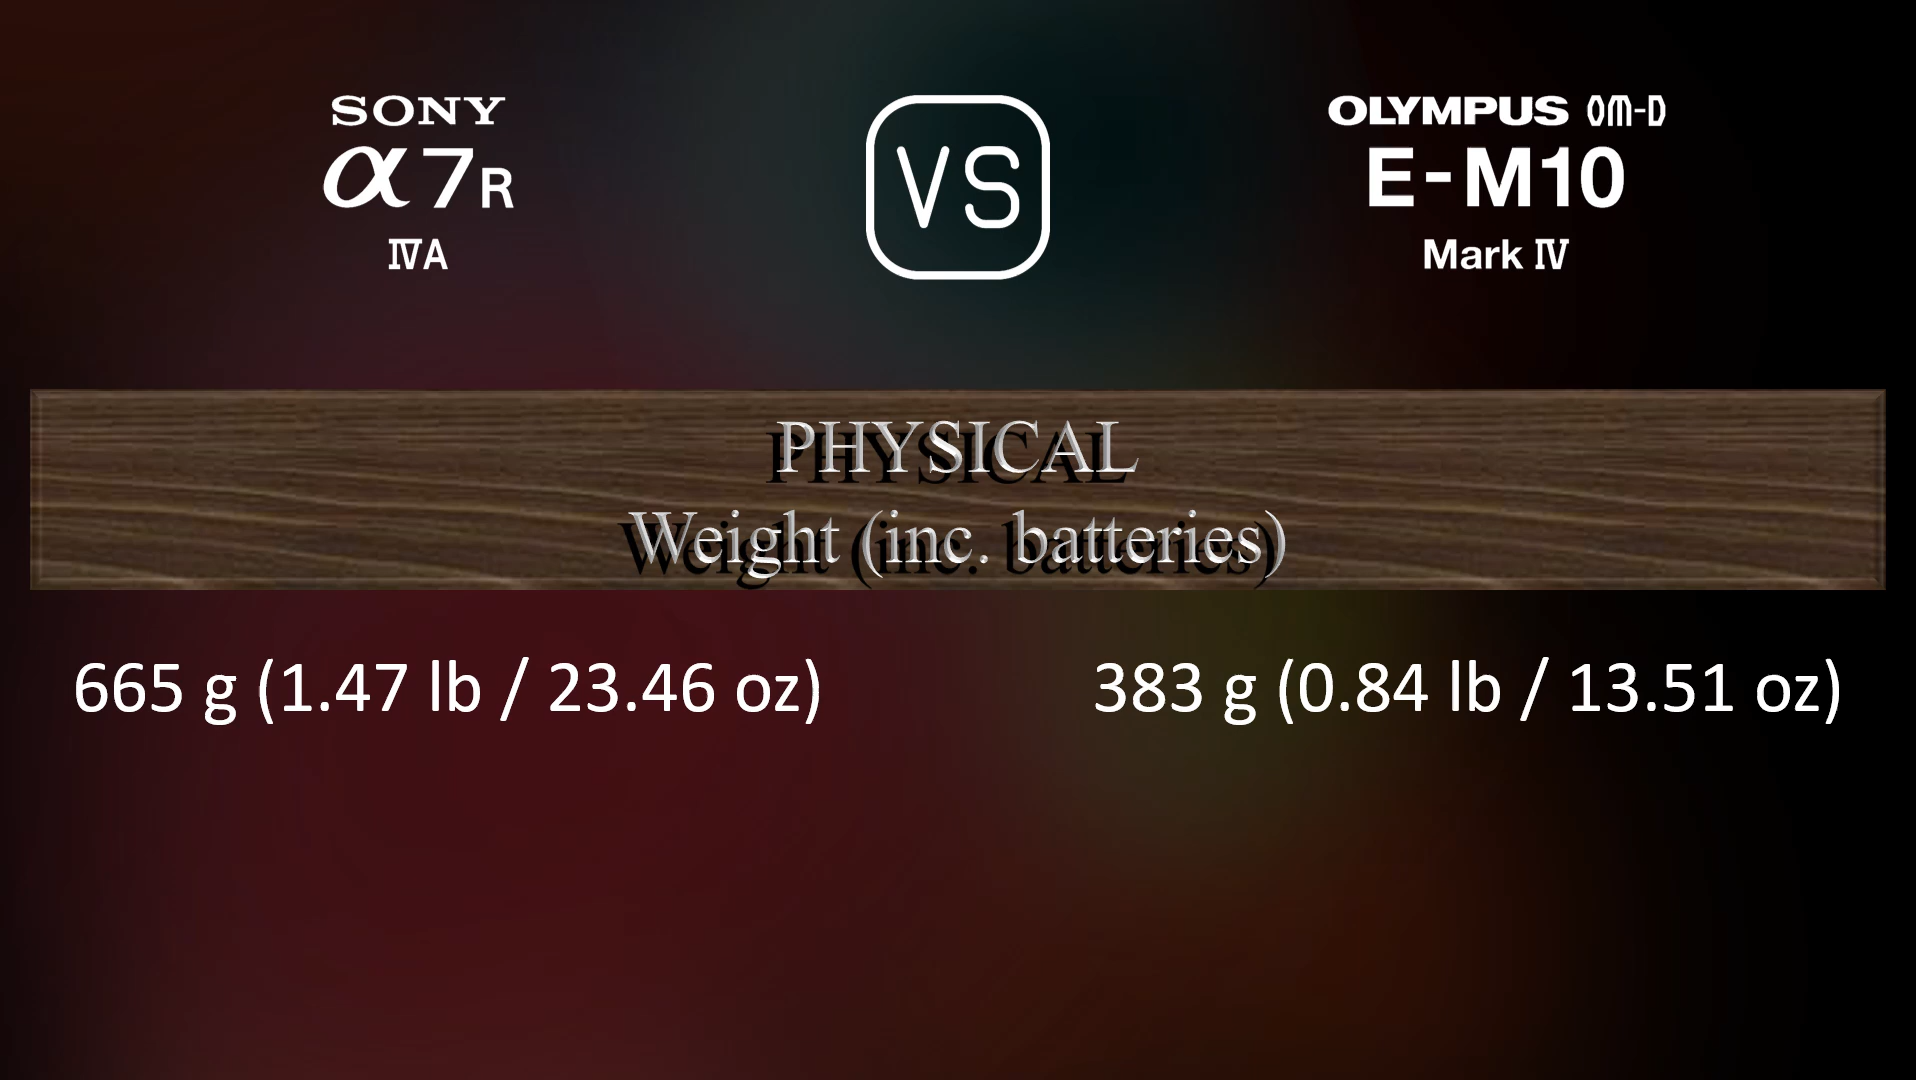 SONY
α7R
IVA
VS
OLYMPUS OM-D
E-M10
Mark IV
PHYSICAL
Weight (inc. batteries)
665 g (1.47 lb / 23.46 oz)
383 g (0.84 lb / 13.51 oz)